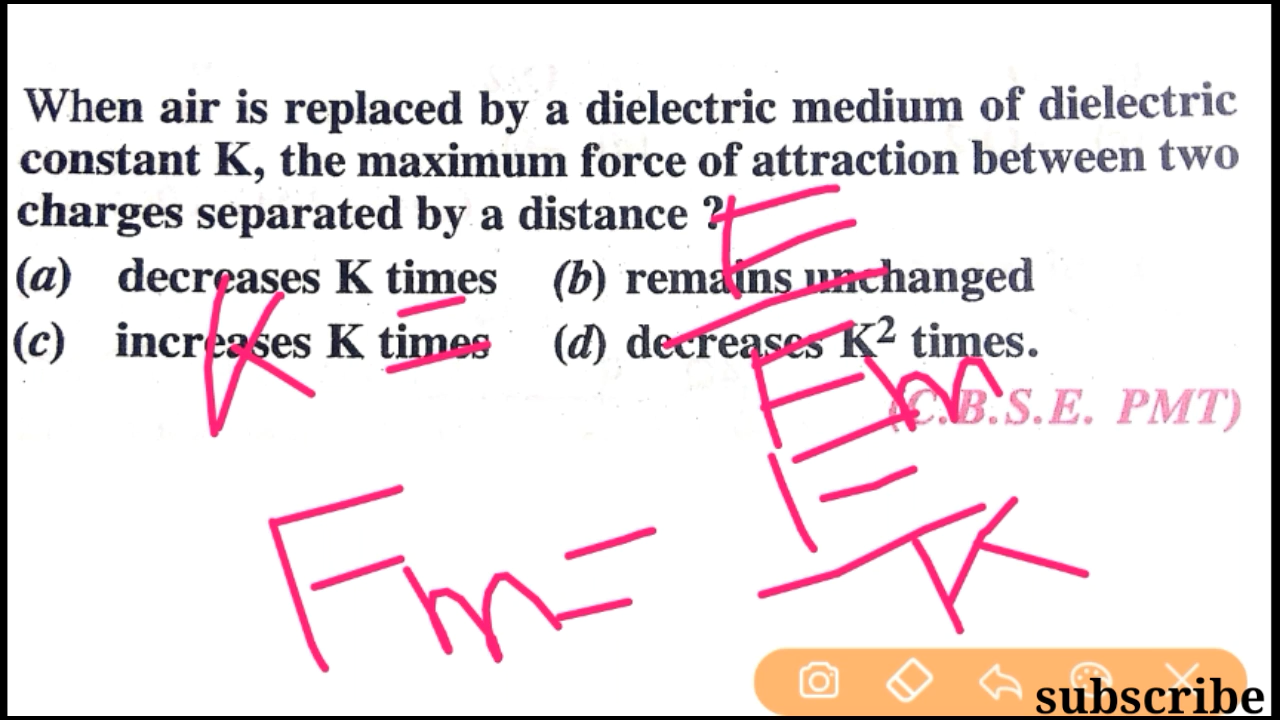 When air is replaced by a dielectric medium of dielectric
constant K, the maximum force of attraction between two
charges separated by a distance ?
(a) decreases K times (b) remains unchanged
(c) increases K times (d) decreases K² times.
(C.B.S.E. PMT)
K = F / Fm
Fm = F / K
subscribe